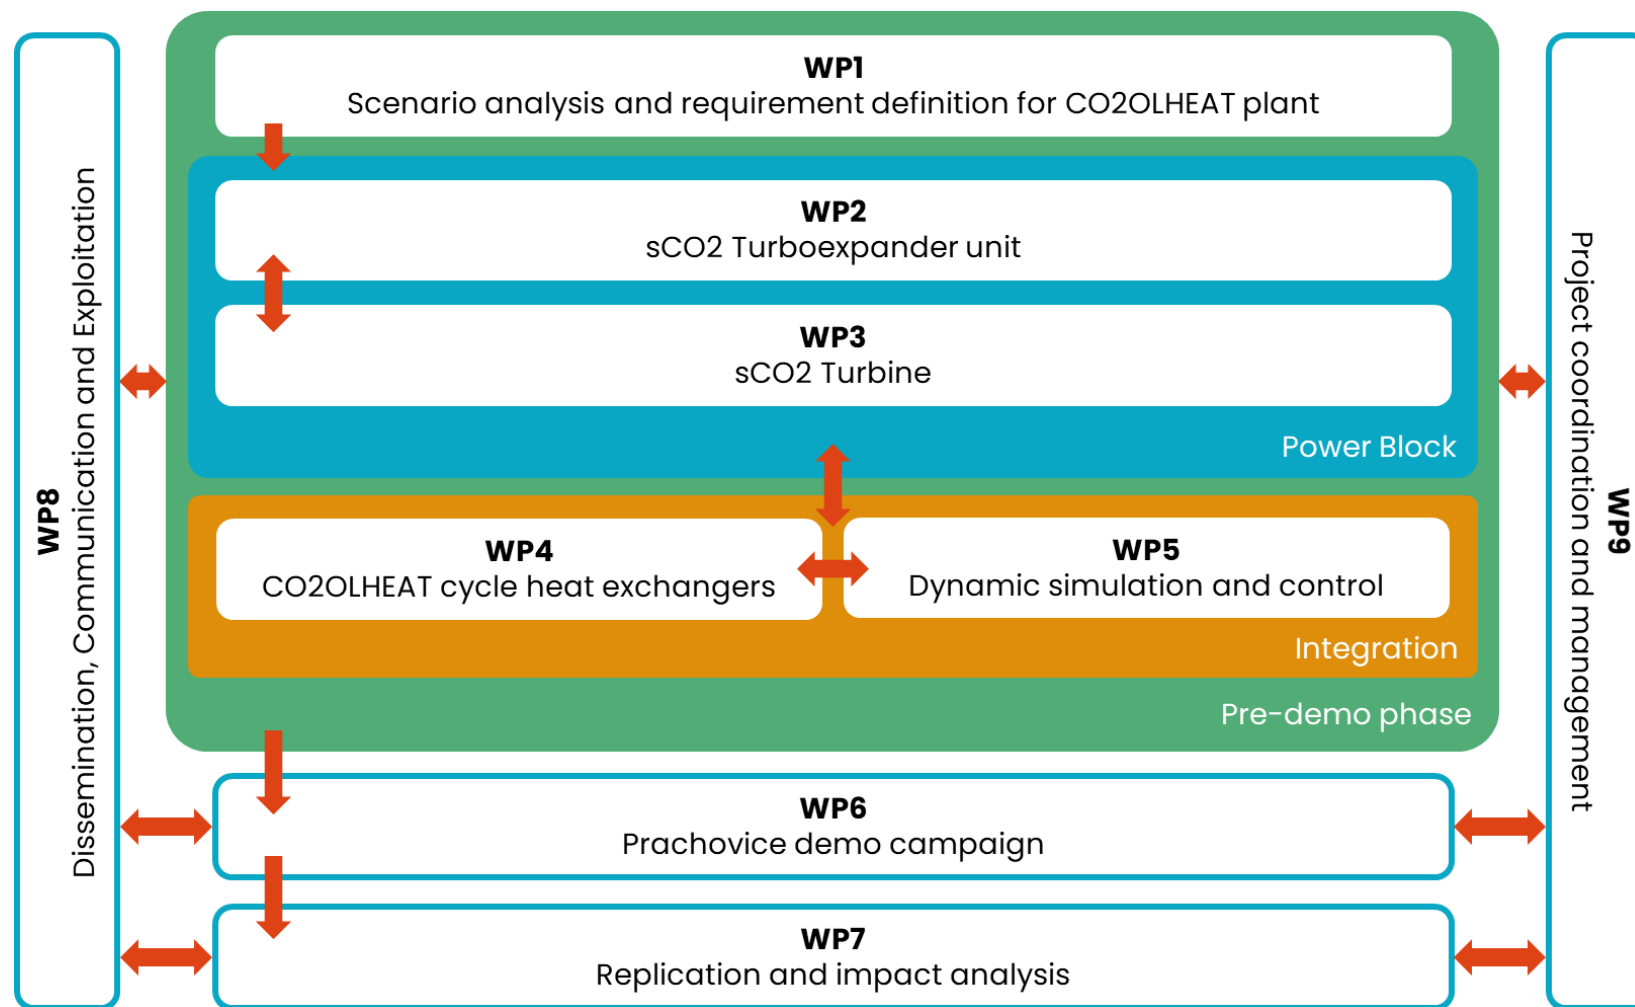 WP1
Scenario analysis and requirement definition for CO2OLHEAT plant
WP2
sCO2 Turboexpander unit
WP3
sCO2 Turbine
Power Block
WP4
CO2OLHEAT cycle heat exchangers
WP5
Dynamic simulation and control
Integration
Pre-demo phase
WP6
Prachovice demo campaign
WP7
Replication and impact analysis
WP8
Dissemination, Communication and Exploitation
WP9
Project coordination and management